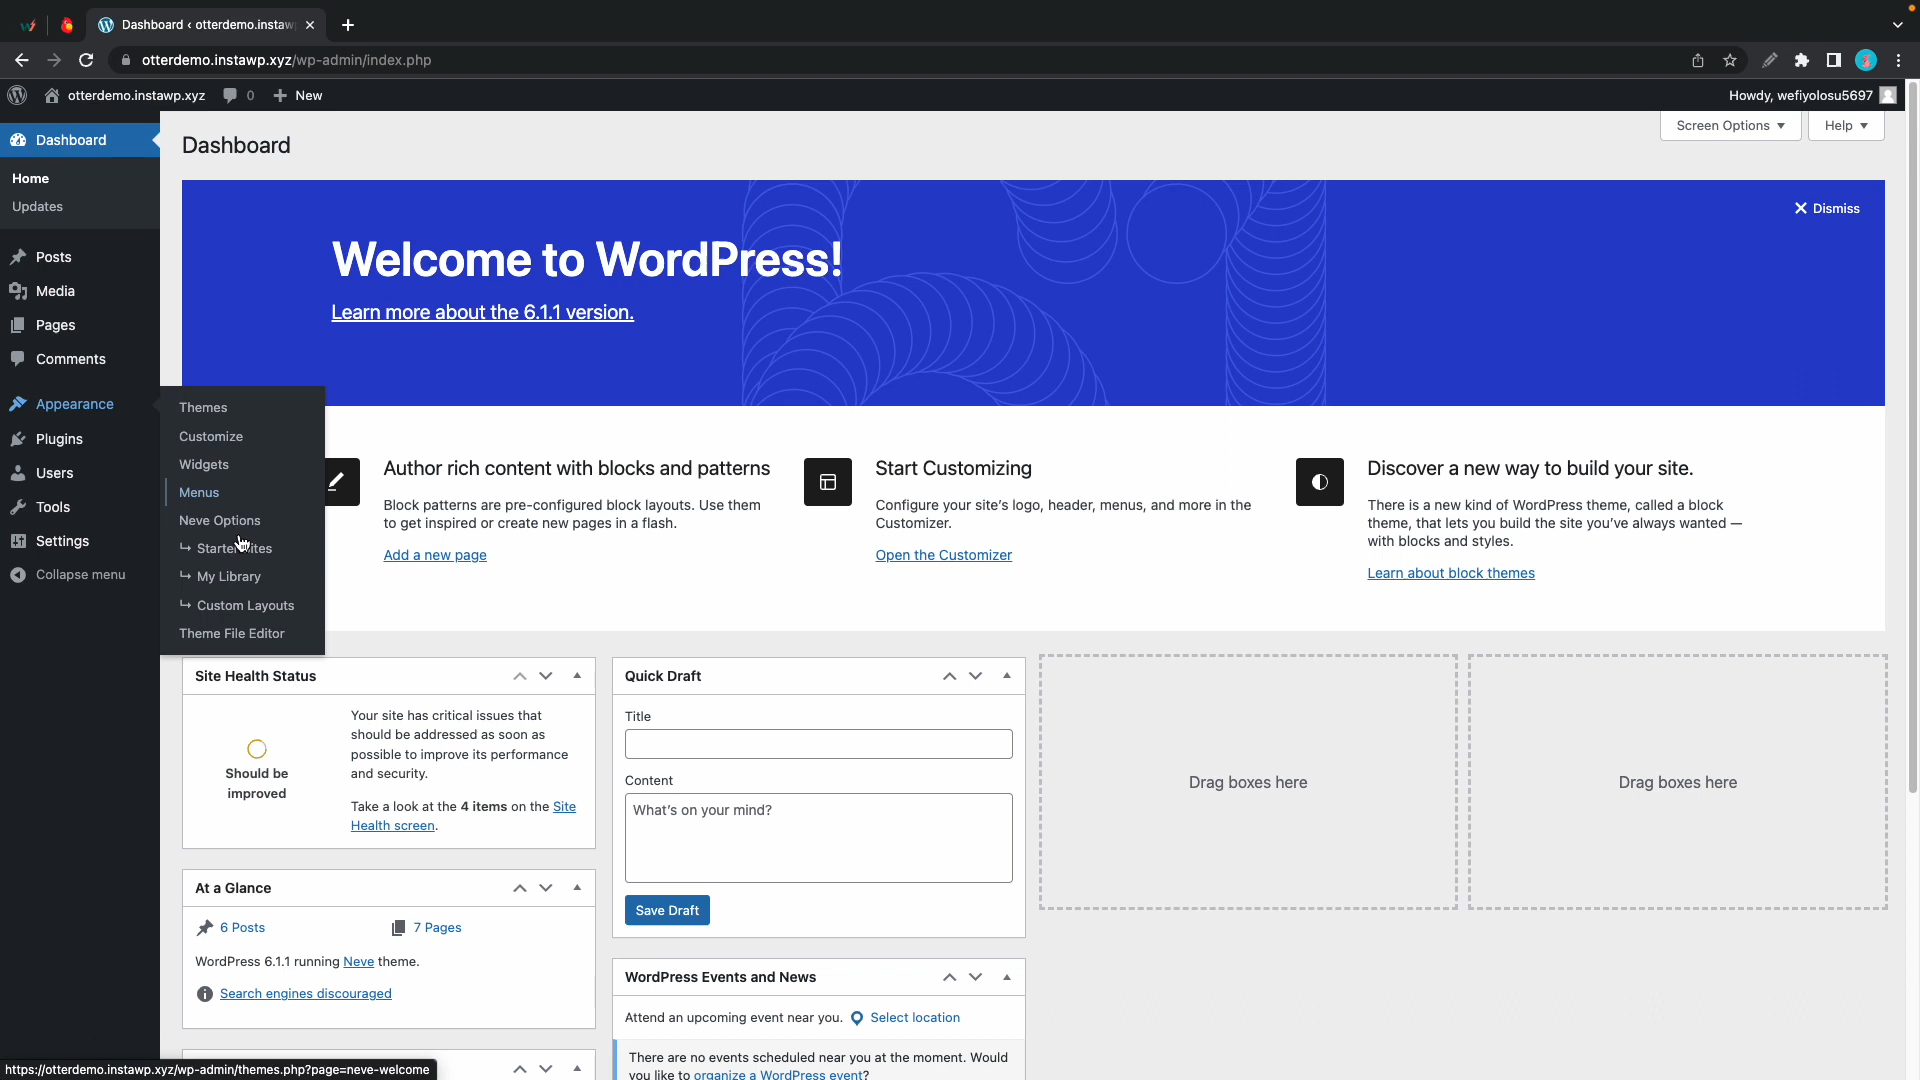 Dashboard ‹ otterdemo.instaw
otterdemo.instawp.xyz/wp-admin/index.php
otterdemo.instawp.xyz
0
New
Howdy, wefiyolosu5697
Dashboard
Home
Updates
Posts
Media
Pages
Comments
Appearance
Plugins
Users
Tools
Settings
Collapse menu
Themes
Customize
Widgets
Menus
Neve Options
↳ Starter Sites
↳ My Library
↳ Custom Layouts
Theme File Editor
Dashboard
Screen Options
Help
Dismiss
Welcome to WordPress!
Learn more about the 6.1.1 version.
Author rich content with blocks and patterns
Block patterns are pre-configured block layouts. Use them
to get inspired or create new pages in a flash.
Add a new page
Start Customizing
Configure your site's logo, header, menus, and more in the
Customizer.
Open the Customizer
Discover a new way to build your site.
There is a new kind of WordPress theme, called a block
theme, that lets you build the site you've always wanted —
with blocks and styles.
Learn about block themes
Site Health Status
Should be
improved
Your site has critical issues that
should be addressed as soon as
possible to improve its performance
and security.
Take a look at the 4 items on the Site
Health screen.
At a Glance
6 Posts
7 Pages
WordPress 6.1.1 running Neve theme.
Search engines discouraged
Quick Draft
Title
Content
What's on your mind?
Save Draft
WordPress Events and News
Attend an upcoming event near you.
Select location
There are no events scheduled near you at the moment. Would
you like to organize a WordPress event?
Drag boxes here
Drag boxes here
https://otterdemo.instawp.xyz/wp-admin/themes.php?page=neve-welcome